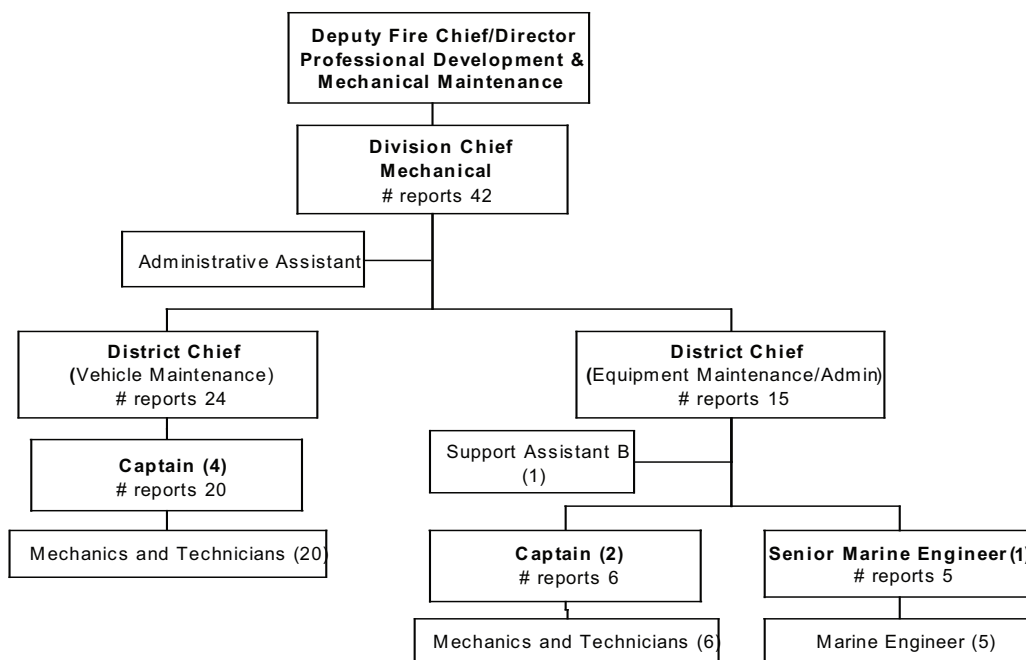 Deputy Fire Chief/Director
Professional Development &
Mechanical Maintenance
Division Chief
Mechanical
# reports 42
Administrative Assistant
District Chief
(Vehicle Maintenance)
# reports 24
District Chief
(Equipment Maintenance/Admin)
# reports 15
Captain (4)
# reports 20
Support Assistant B
(1)
Mechanics and Technicians (20)
Captain (2)
# reports 6
Senior Marine Engineer(1)
# reports 5
Mechanics and Technicians (6)
Marine Engineer (5)